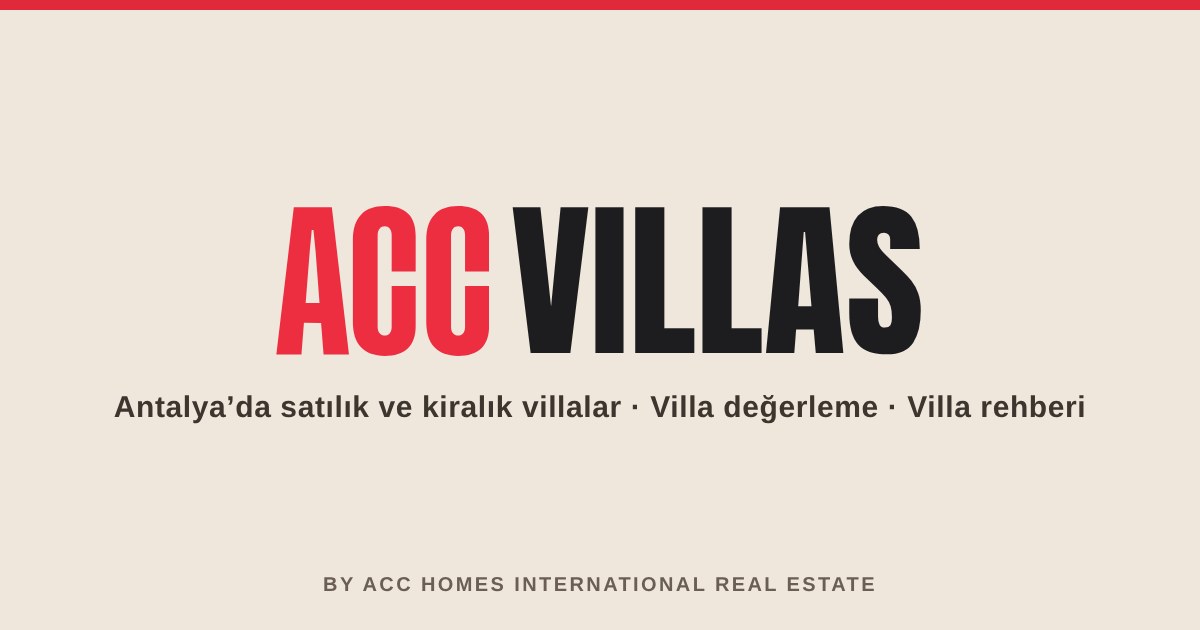 ACC VILLAS
Antalya’da satılık ve kiralık villalar · Villa değerleme · Villa rehberi
BY ACC HOMES INTERNATIONAL REAL ESTATE